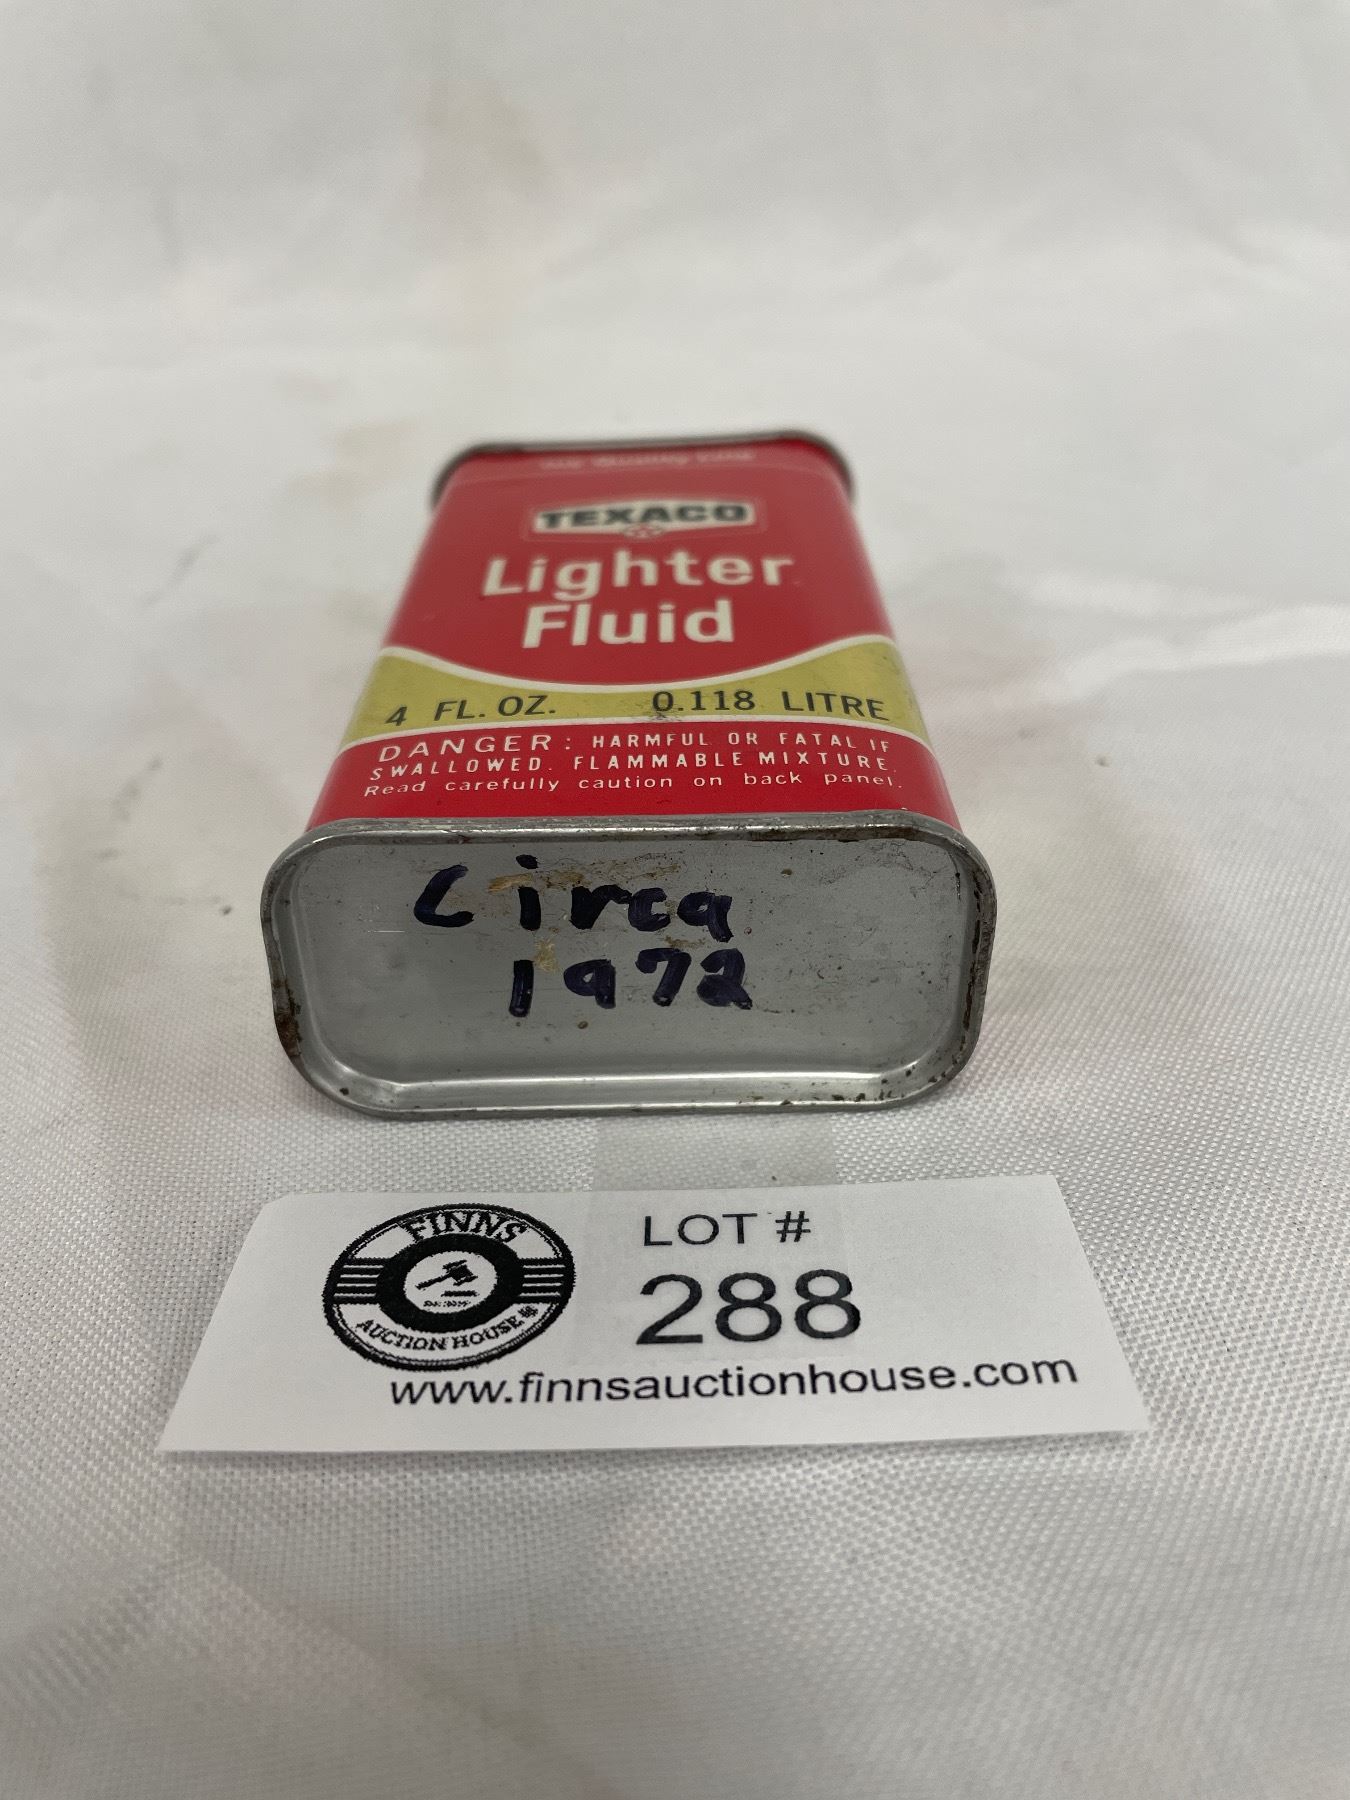 TEXACO
Lighter
Fluid
4 FL. OZ. 0.118 LITRE
DANGER: HARMFUL OR FATAL IF
SWALLOWED. FLAMMABLE MIXTURE.
Read carefully caution on back panel.
Circa
1972
FINNS
AUCTION HOUSE
LOT #
288
www.finnsauctionhouse.com